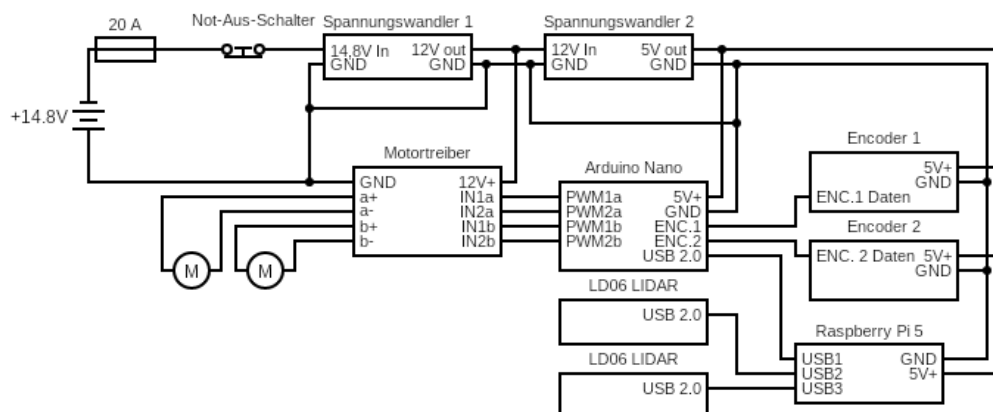 20 A
Not-Aus-Schalter
Spannungswandler 1
Spannungswandler 2
14.8V In
12V out
GND
GND
12V In
5V out
GND
GND
+14.8V
Motortreiber
GND
12V+
a+
IN1a
a-
IN2a
b+
IN1b
b-
IN2b
M
M
Arduino Nano
PWM1a
5V+
PWM2a
GND
PWM1b
ENC.1
PWM2b
ENC.2
USB 2.0
Encoder 1
5V+
GND
ENC.1 Daten
Encoder 2
ENC. 2 Daten
5V+
GND
LD06 LIDAR
USB 2.0
LD06 LIDAR
USB 2.0
Raspberry Pi 5
USB1
GND
USB2
5V+
USB3